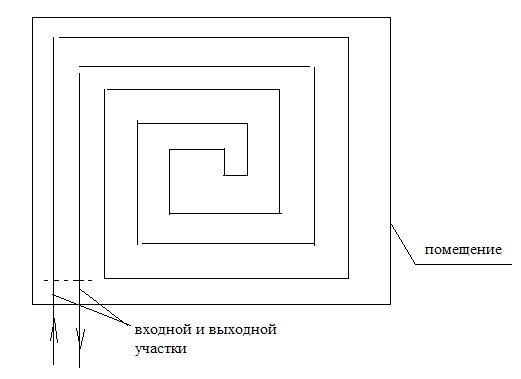 помещение
входной и выходной
участки